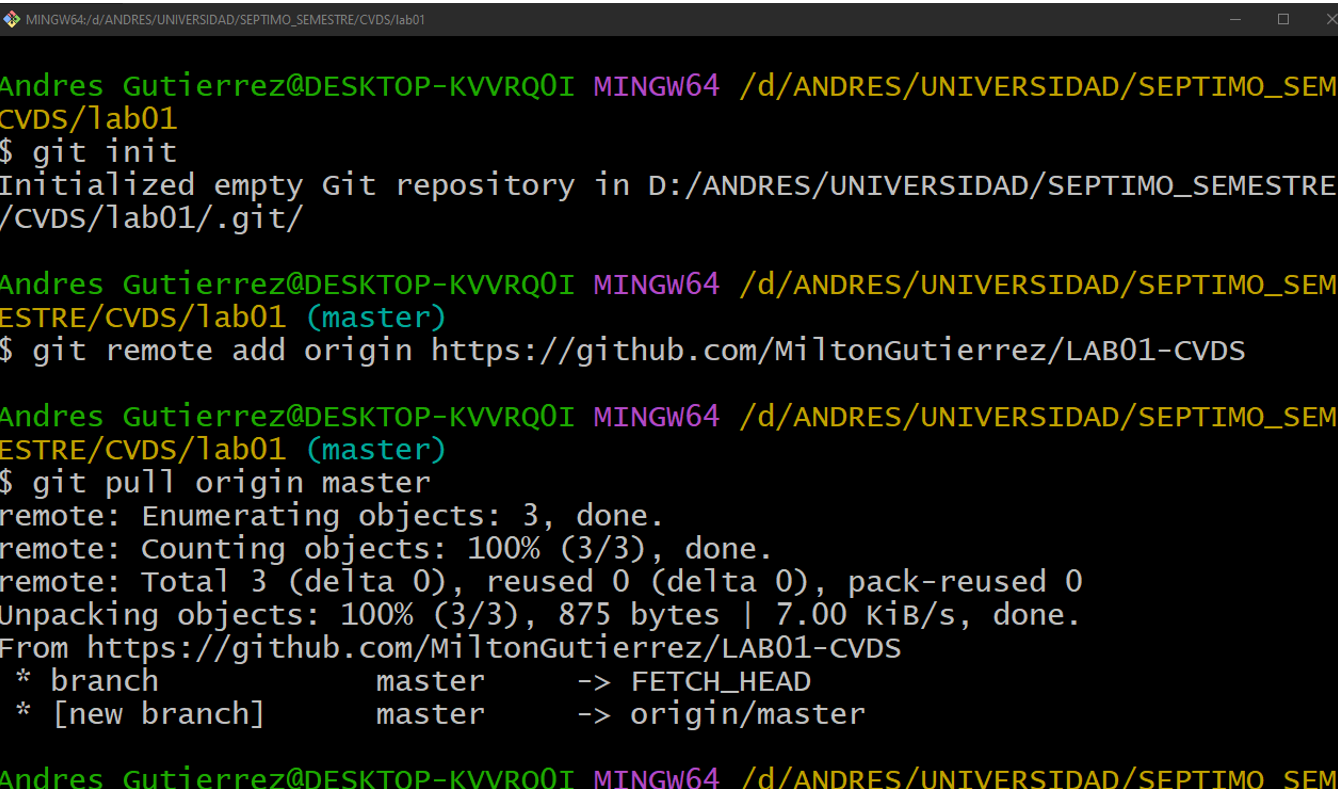 MINGW64:/d/ANDRES/UNIVERSIDAD/SEPTIMO_SEMESTRE/CVDS/lab01
Andres Gutierrez@DESKTOP-KVVRQ0I MINGW64 /d/ANDRES/UNIVERSIDAD/SEPTIMO_SEM
CVDS/lab01
$ git init
Initialized empty Git repository in D:/ANDRES/UNIVERSIDAD/SEPTIMO_SEMESTRE
/CVDS/lab01/.git/
Andres Gutierrez@DESKTOP-KVVRQ0I MINGW64 /d/ANDRES/UNIVERSIDAD/SEPTIMO_SEM
ESTRE/CVDS/lab01 (master)
$ git remote add origin https://github.com/MiltonGutierrez/LAB01-CVDS
Andres Gutierrez@DESKTOP-KVVRQ0I MINGW64 /d/ANDRES/UNIVERSIDAD/SEPTIMO_SEM
ESTRE/CVDS/lab01 (master)
$ git pull origin master
remote: Enumerating objects: 3, done.
remote: Counting objects: 100% (3/3), done.
remote: Total 3 (delta 0), reused 0 (delta 0), pack-reused 0
Unpacking objects: 100% (3/3), 875 bytes | 7.00 KiB/s, done.
From https://github.com/MiltonGutierrez/LAB01-CVDS
 * branch            master     -> FETCH_HEAD
 * [new branch]      master     -> origin/master
Andres Gutierrez@DESKTOP-KVVRQ0I MINGW64 /d/ANDRES/UNIVERSIDAD/SEPTIMO_SEM